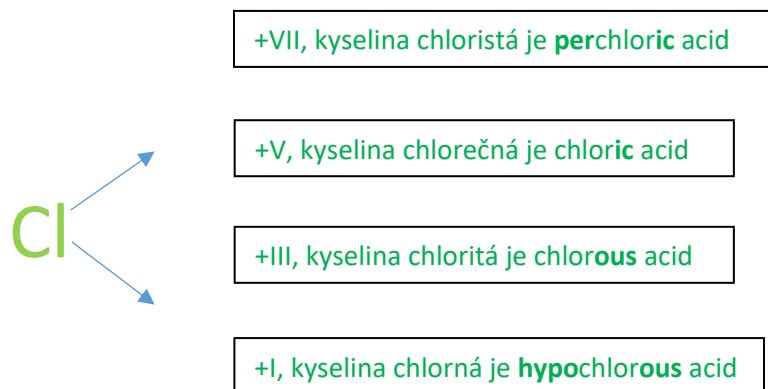 +VII, kyselina chloristá je perchloric acid
+V, kyselina chlorečná je chloric acid
Cl
+III, kyselina chloritá je chlorous acid
+I, kyselina chlorná je hypochlorous acid